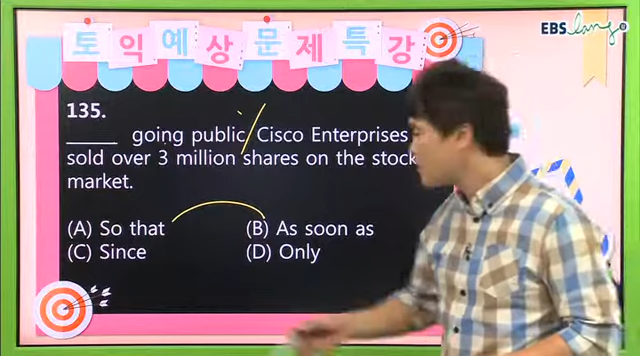 토익예상문제특강
EBSlang
135.
_____ going public Cisco Enterprises
sold over 3 million shares on the stock
market.
(A) So that (B) As soon as
(C) Since (D) Only